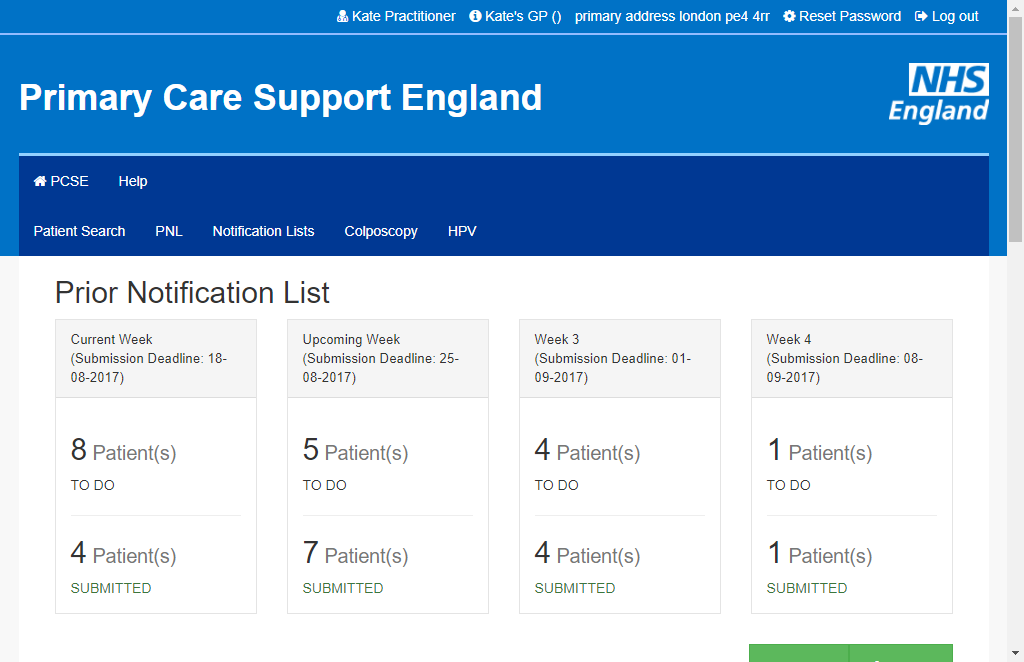 Kate Practitioner Kate's GP () primary address london pe4 4rr Reset Password Log out
Primary Care Support England
NHS
England
PCSE Help
Patient Search PNL Notification Lists Colposcopy HPV
Prior Notification List
Current Week
(Submission Deadline: 18-
08-2017)
8 Patient(s)
TO DO
4 Patient(s)
SUBMITTED
Upcoming Week
(Submission Deadline: 25-
08-2017)
5 Patient(s)
TO DO
7 Patient(s)
SUBMITTED
Week 3
(Submission Deadline: 01-
09-2017)
4 Patient(s)
TO DO
4 Patient(s)
SUBMITTED
Week 4
(Submission Deadline: 08-
09-2017)
1 Patient(s)
TO DO
1 Patient(s)
SUBMITTED